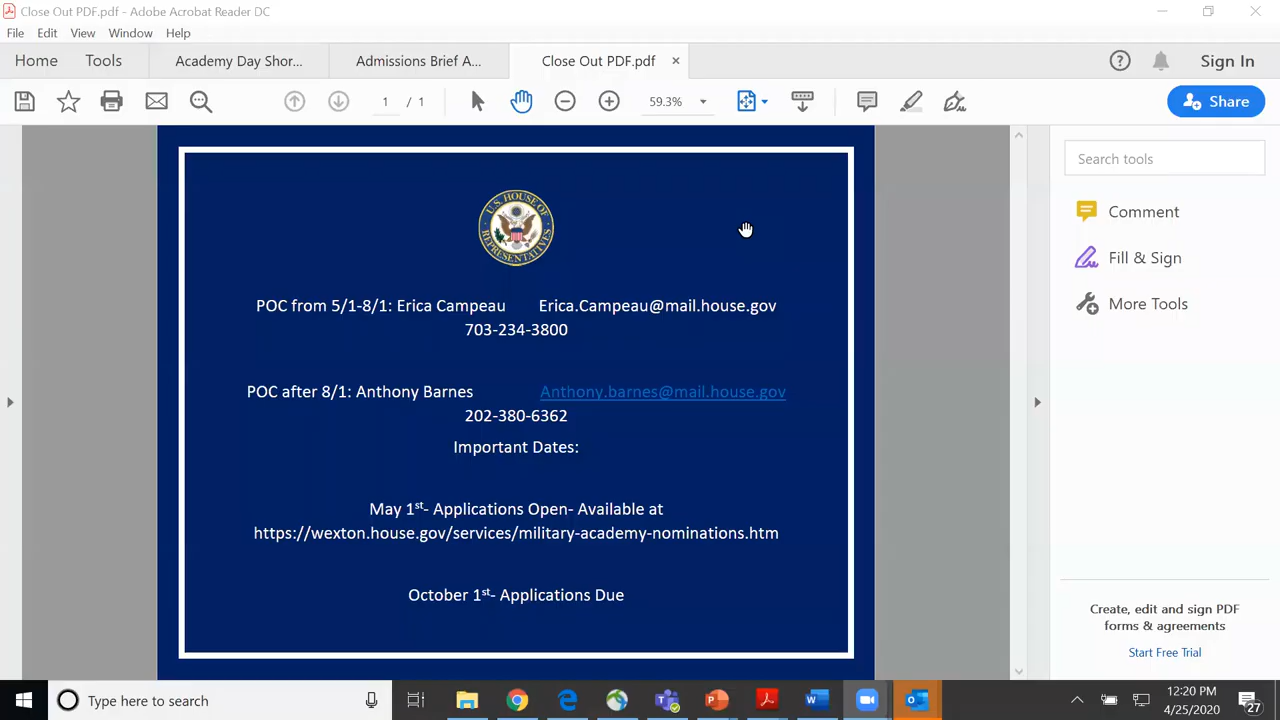 Close Out PDF.pdf - Adobe Acrobat Reader DC
File Edit View Window Help
Home Tools Academy Day Shor... Admissions Brief A... Close Out PDF.pdf × Sign In
1 / 1 59.3% Share
U.S. HOUSE OF REPRESENTATIVES
POC from 5/1-8/1: Erica Campeau Erica.Campeau@mail.house.gov
703-234-3800
POC after 8/1: Anthony Barnes Anthony.barnes@mail.house.gov
202-380-6362
Important Dates:
May 1st- Applications Open- Available at
https://wexton.house.gov/services/military-academy-nominations.htm
October 1st- Applications Due
Search tools
Comment
Fill & Sign
More Tools
Create, edit and sign PDF
forms & agreements
Start Free Trial
Type here to search
12:20 PM
4/25/2020
27